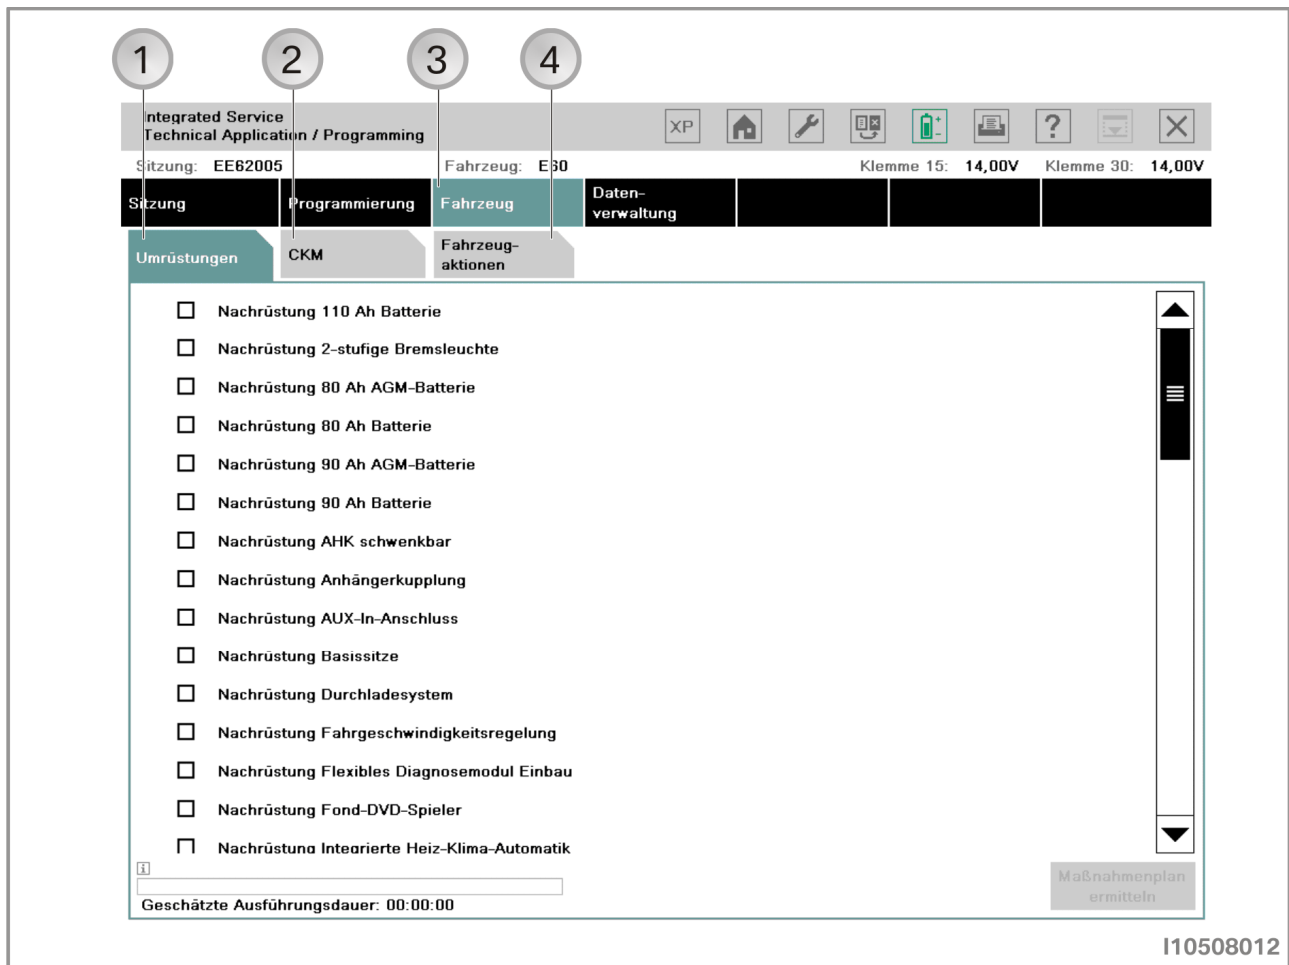 1 2 3 4
Integrated Service
Technical Application / Programming
XP ?
Sitzung: EE62005 Fahrzeug: E60 Klemme 15: 14,00V Klemme 30: 14,00V
Sitzung Programmierung Fahrzeug Daten-
verwaltung
Umrüstungen CKM Fahrzeug-
aktionen
Nachrüstung 110 Ah Batterie
Nachrüstung 2-stufige Bremsleuchte
Nachrüstung 80 Ah AGM-Batterie
Nachrüstung 80 Ah Batterie
Nachrüstung 90 Ah AGM-Batterie
Nachrüstung 90 Ah Batterie
Nachrüstung AHK schwenkbar
Nachrüstung Anhängerkupplung
Nachrüstung AUX-In-Anschluss
Nachrüstung Basissitze
Nachrüstung Durchladesystem
Nachrüstung Fahrgeschwindigkeitsregelung
Nachrüstung Flexibles Diagnosemodul Einbau
Nachrüstung Fond-DVD-Spieler
Nachrüstung Integrierte Heiz-Klima-Automatik
i
Maßnahmenplan
ermitteln
Geschätzte Ausführungsdauer: 00:00:00
I10508012